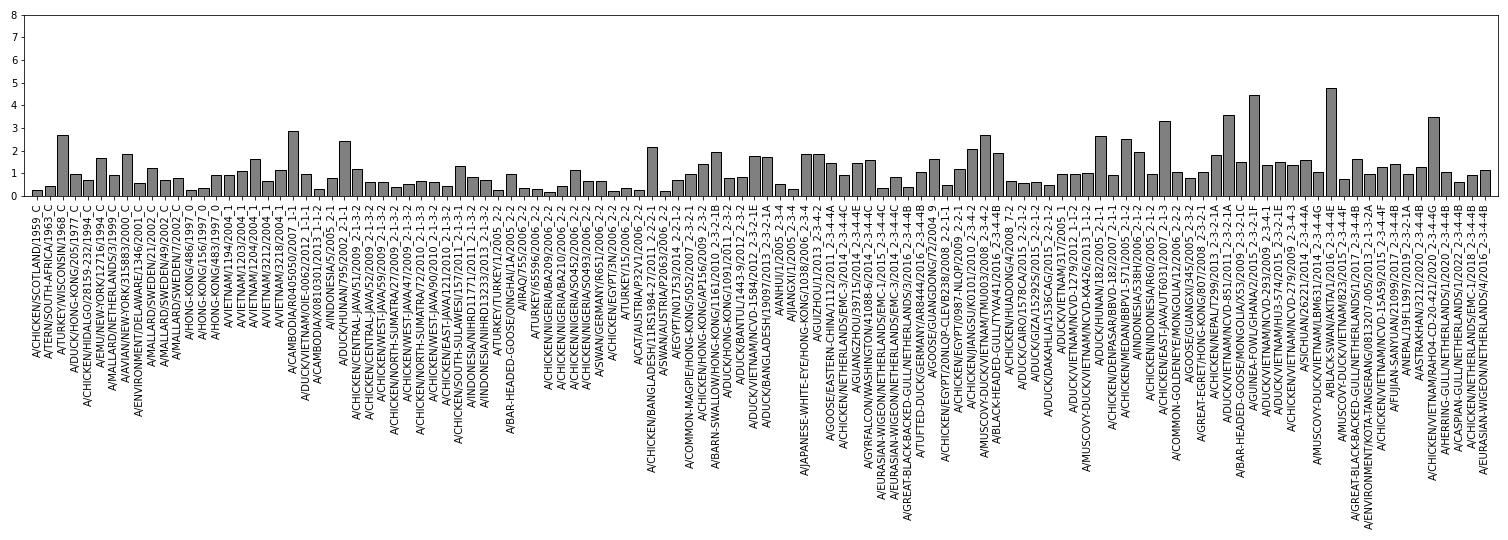 8
7
6
5
4
3
2
1
0
A/CHICKEN/SCOTLAND/1959_C
A/TERN/SOUTH-AFRICA/1963_C
A/TURKEY/WISCONSIN/1968_C
A/DUCK/HONG-KONG/205/1977_C
A/CHICKEN/HIDALGO/28159-232/1994_C
A/EMU/NEW-YORK/12716/1994_C
A/MALLARD/NETHERLANDS/3/1999_C
A/AVIAN/NEW-YORK/31588/2000_C
A/ENVIRONMENT/DELAWARE/1346/2001_C
A/MALLARD/SWEDEN/21/2002_C
A/MALLARD/SWEDEN/49/2002_C
A/MALLARD/SWEDEN/7/2002_C
A/HONG-KONG/486/1997_0
A/HONG-KONG/156/1997_0
A/HONG-KONG/483/1997_0
A/VIETNAM/1194/2004_1
A/VIETNAM/1203/2004_1
A/VIETNAM/1204/2004_1
A/VIETNAM/3212/2004_1
A/VIETNAM/3218/2004_1
A/CAMBODIA/R0405050/2007_1-1
A/DUCK/VIETNAM/OIE-0062/2012_1-1
A/CAMBODIA/X0810301/2013_1-1-2
A/INDONESIA/5/2005_2-1
A/DUCK/HUNAN/795/2002_2-1-1
A/CHICKEN/CENTRAL-JAVA/51/2009_2-1-3-2
A/CHICKEN/CENTRAL-JAVA/52/2009_2-1-3-2
A/CHICKEN/WEST-JAVA/59/2009_2-1-3-2
A/CHICKEN/NORTH-SUMATRA/27/2009_2-1-3-2
A/CHICKEN/WEST-JAVA/47/2009_2-1-3-2
A/CHICKEN/NORTH-SUMATRA/72/2010_2-1-3-3
A/CHICKEN/WEST-JAVA/90/2010_2-1-3-2
A/CHICKEN/EAST-JAVA/121/2010_2-1-3-2
A/CHICKEN/SOUTH-SULAWESI/157/2011_2-1-3-1
A/INDONESIA/NIHRD11771/2011_2-1-3-2
A/INDONESIA/NIHRD13233/2013_2-1-3-2
A/TURKEY/TURKEY/1/2005_2-2
A/BAR-HEADED-GOOSE/QINGHAI/1A/2005_2-2
A/IRAQ/755/2006_2-2
A/TURKEY/65596/2006_2-2
A/CHICKEN/NIGERIA/BA209/2006_2-2
A/CHICKEN/NIGERIA/BA210/2006_2-2
A/CHICKEN/NIGERIA/SO452/2006_2-2
A/CHICKEN/NIGERIA/SO493/2006_2-2
A/SWAN/GERMANY/R651/2006_2-2
A/CHICKEN/EGYPT/3/2006_2-2
A/TURKEY/15/2006_2-2
A/CAT/AUSTRIA/P32V1/2006_2-2
A/CHICKEN/BANGLADESH/11RS1984-27/2011_2-2-2-1
A/SWAN/AUSTRIA/P2063/2006_2-2
A/EGYPT/N01753/2014_2-2-1-2
A/COMMON-MAGPIE/HONG-KONG/5052/2007_2-3-2-1
A/CHICKEN/HONG-KONG/AP156/2009_2-3-2
A/BARN-SWALLOW/HONG-KONG/1161/2010_2-3-2-1B
A/DUCK/HONG-KONG/1091/2011_2-3-2
A/DUCK/BANTUL/14443-9/2012_2-3-2
A/DUCK/VIETNAM/NCVD-1584/2012_2-3-2-1E
A/DUCK/BANGLADESH/19097/2013_2-3-2-1A
A/ANHUI/1/2005_2-3-4
A/JIANGXI/1/2005_2-3-4
A/JAPANESE-WHITE-EYE/HONG-KONG/1038/2006_2-3-4
A/GUIZHOU/1/2013_2-3-4-2
A/GOOSE/EASTERN-CHINA/1112/2011_2-3-4-4A
A/CHICKEN/NETHERLANDS/EMC-3/2014_2-3-4-4C
A/GUANGZHOU/39715/2014_2-3-4-4E
A/GYRFALCON/WASHINGTON/41088-6/2014_2-3-4-4C
A/EURASIAN-WIGEON/NETHERLANDS/EMC-1/2015_2-3-4-4C
A/EURASIAN-WIGEON/NETHERLANDS/EMC-3/2014_2-3-4-4C
A/GREAT-BLACK-BACKED-GULL/NETHERLANDS/3/2016_2-3-4-4B
A/TUFTED-DUCK/GERMANY/AR8444/2016_2-3-4-4B
A/GOOSE/GUANGDONG/72/2004_9
A/CHICKEN/EGYPT/2ONLQP-CLEVB238/2008_2-2-1-1
A/CHICKEN/EGYPT/0987-NLQP/2009_2-2-1
A/CHICKEN/JIANGSU/K0101/2010_2-3-4-2
A/MUSCOVY-DUCK/VIETNAM/TMU003/2008_2-3-4-2
A/BLACK-HEADED-GULL/TYVA/41/2016_2-3-4-4B
A/CHICKEN/HUADONG/4/2008_7-2
A/DUCK/GIZA/15292S/2015_2-2-1-2
A/DUCK/DAKAHLIA/1536CAG/2015_2-2-1-2
A/DUCK/VIETNAM/317/2005_1
A/DUCK/VIETNAM/NCVD-1279/2012_1-1-2
A/MUSCOVY-DUCK/VIETNAM/NCVD-KA426/2013_1-1-2
A/DUCK/HUNAN/182/2005_2-1-1
A/CHICKEN/DENPASAR/BBVD-182/2007_2-1-1
A/CHICKEN/MEDAN/BBPV1-571/2005_2-1-2
A/INDONESIA/538H/2006_2-1-2
A/CHICKEN/INDONESIA/R60/2005_2-1-3
A/CHICKEN/EAST-JAVA/UT6031/2007_2-1-3
A/COMMON-GOLDENEYE/MONGOLIA/12/2006_2-2
A/GOOSE/GUANGXI/345/2005_2-3-2
A/GREAT-EGRET/HONG-KONG/807/2008_2-3-2-1
A/CHICKEN/NEPAL/T299/2013_2-3-2-1A
A/DUCK/VIETNAM/NCVD-851/2011_2-3-2-1A
A/BAR-HEADED-GOOSE/MONGOLIA/X53/2009_2-3-2-1C
A/GUINEA-FOWL/GHANA/2/2015_2-3-2-1F
A/DUCK/VIETNAM/NCVD-293/2009_2-3-4-1
A/DUCK/VIETNAM/HU3-574/2011_2-3-2-1E
A/CHICKEN/VIETNAM/NCVD-279/2009_2-3-4-3
A/SICHUAN/26221/2014_2-3-4-4A
A/MUSCOVY-DUCK/VIETNAM/LBM631/2014_2-3-4-4G
A/BLACK-SWAN/AKITA/1/2016_2-3-4-4E
A/MUSCOVY-DUCK/VIETNAM/823/2015_2-3-4-4F
A/GREAT-BLACK-BACKED-GULL/NETHERLANDS/1/2017_2-3-4-4B
A/ENVIRONMENT/KOTA-TANGERANG/081320​7-005/2013_2-1-3-2A
A/CHICKEN/VIETNAM/NCVD-15A59/2015_2-3-4-4F
A/FUJIAN-SANYUAN/21099/2017_2-3-4-4B
A/NEPAL/19FL1997/2019_2-3-2-1A
A/ASTRAKHAN/3212/2020_2-3-4-4B
A/CHICKEN/VIETNAM/RAHO4-CD-20-421/2020_2-3-4-4G
A/HERRING-GULL/NETHERLANDS/1/2020_2-3-4-4B
A/CASPIAN-GULL/NETHERLANDS/1/2022_2-3-4-4B
A/CHICKEN/NETHERLANDS/EMC-1/2018_2-3-4-4B
A/EURASIAN-WIGEON/NETHERLANDS/4/2016_2-3-4-4B